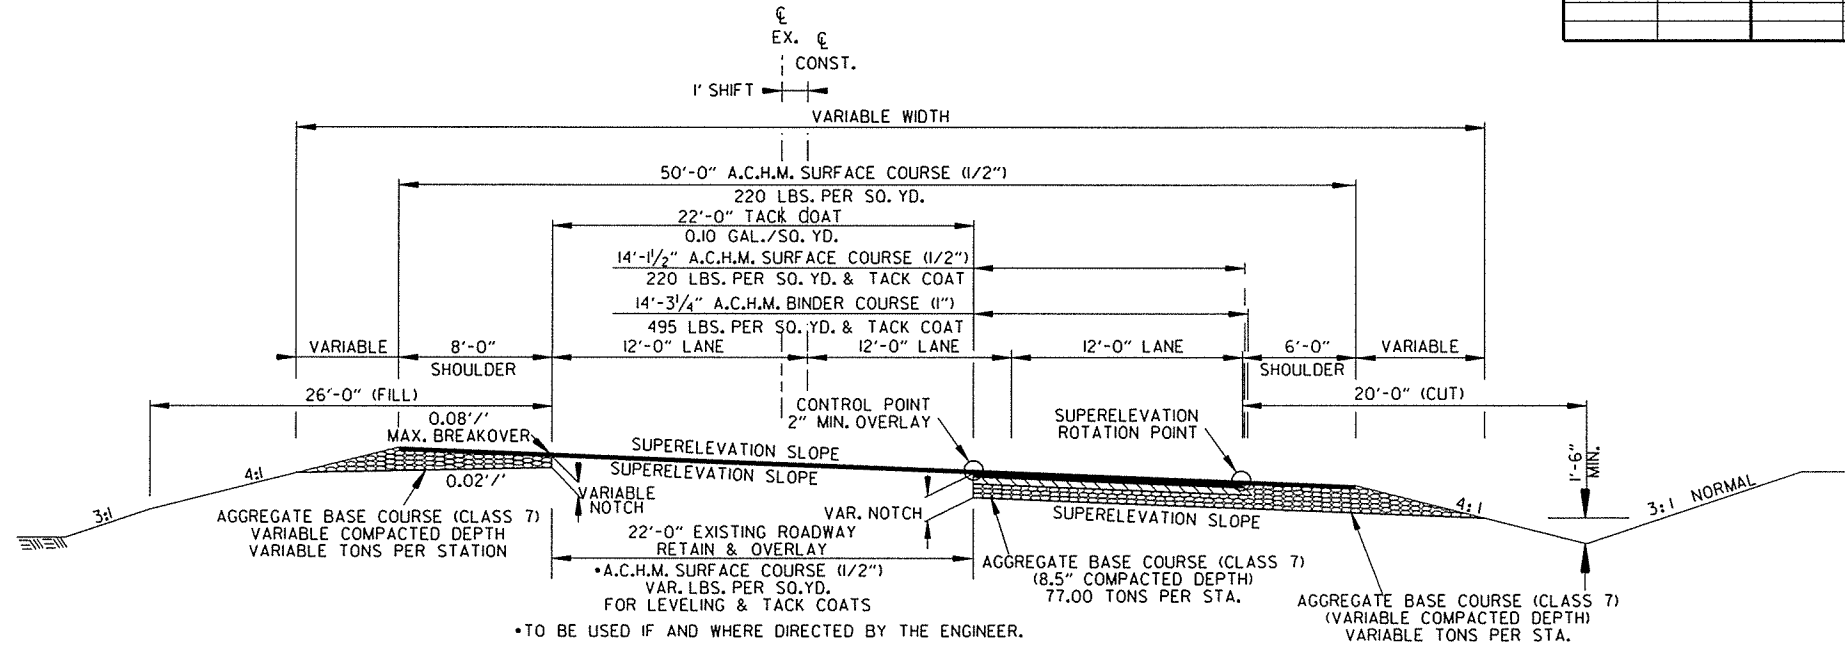 ℄
EX. ℄
CONST.
1' SHIFT
VARIABLE WIDTH
50'-0" A.C.H.M. SURFACE COURSE (1/2")
220 LBS. PER SQ. YD.
22'-0" TACK COAT
0.10 GAL./SQ. YD.
14'-1½" A.C.H.M. SURFACE COURSE (1/2")
220 LBS. PER SQ. YD. & TACK COAT
14'-3¼" A.C.H.M. BINDER COURSE (1")
495 LBS. PER SQ. YD. & TACK COAT
VARIABLE 8'-0" 12'-0" LANE 12'-0" LANE 12'-0" LANE 6'-0" VARIABLE
SHOULDER SHOULDER
26'-0" (FILL) 20'-0" (CUT)
0.08'/'
MAX. BREAKOVER
CONTROL POINT
2" MIN. OVERLAY
SUPERELEVATION
ROTATION POINT
SUPERELEVATION SLOPE
SUPERELEVATION SLOPE
1'-6"
MIN.
4:1
0.02'/'
3:1
VARIABLE
NOTCH
VAR. NOTCH
SUPERELEVATION SLOPE
4:1
3:1 NORMAL
AGGREGATE BASE COURSE (CLASS 7)
VARIABLE COMPACTED DEPTH
VARIABLE TONS PER STATION
22'-0" EXISTING ROADWAY
RETAIN & OVERLAY
•A.C.H.M. SURFACE COURSE (1/2")
VAR. LBS. PER SQ.YD.
FOR LEVELING & TACK COATS
AGGREGATE BASE COURSE (CLASS 7)
(8.5" COMPACTED DEPTH)
77.00 TONS PER STA.
AGGREGATE BASE COURSE (CLASS 7)
(VARIABLE COMPACTED DEPTH)
VARIABLE TONS PER STA.
•TO BE USED IF AND WHERE DIRECTED BY THE ENGINEER.